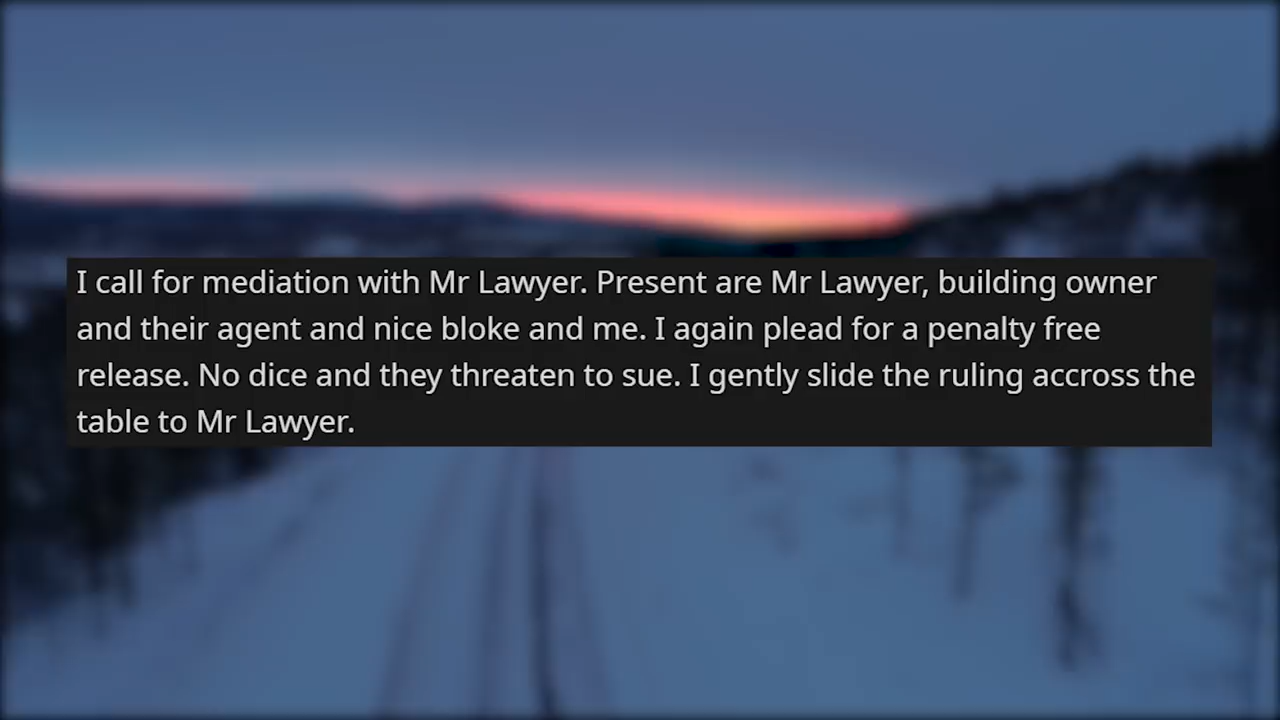 I call for mediation with Mr Lawyer. Present are Mr Lawyer, building owner
and their agent and nice bloke and me. I again plead for a penalty free
release. No dice and they threaten to sue. I gently slide the ruling accross the
table to Mr Lawyer.